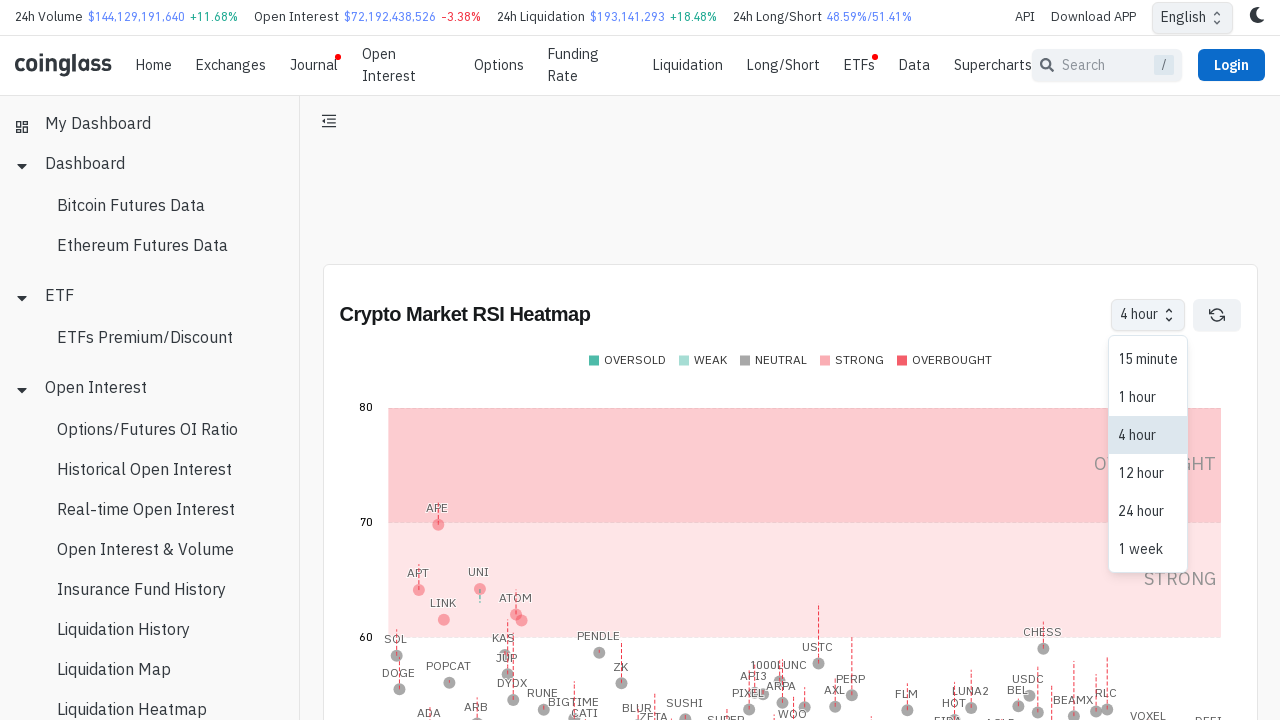 24h Volume $144,129,191,640 +11.68% Open Interest $72,192,438,526 -3.38% 24h Liquidation $193,141,293 +18.48% 24h Long/Short 48.59%/51.41% API Download APP English
coinglass Home Exchanges Journal Open Interest Options Funding Rate Liquidation Long/Short ETFs Data Supercharts Search / Login
My Dashboard
Dashboard
Bitcoin Futures Data
Ethereum Futures Data
ETF
ETFs Premium/Discount
Open Interest
Options/Futures OI Ratio
Historical Open Interest
Real-time Open Interest
Open Interest & Volume
Insurance Fund History
Liquidation History
Liquidation Map
Liquidation Heatmap
Crypto Market RSI Heatmap
4 hour
15 minute
1 hour
4 hour
12 hour
24 hour
1 week
OVERSOLD WEAK NEUTRAL STRONG OVERBOUGHT
80
70
60
STRONG
APE
APT
UNI
LINK
ATOM
SOL
KAS
PENDLE
CHESS
DOGE
POPCAT
JUP
ZK
USTC
1000LUNC
DYDX
RUNE
BIGTIME
API3
ARPA
PIXEL
AXL
PERP
FLM
LUNA2
USDC
BEL
HOT
BEAMX
RLC
ADA
ARB
CATI
BLUR
ZETA
SUSHI
SUPER
WOO
VOXEL